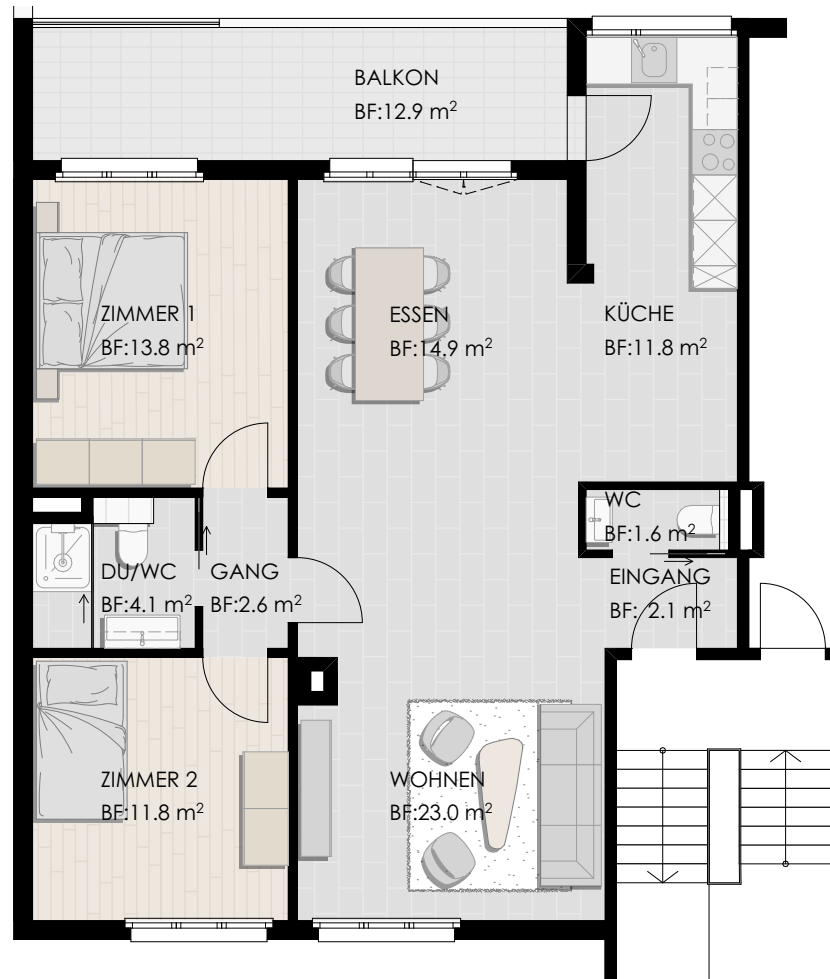 BALKON
BF:12.9 m²
ZIMMER 1
BF:13.8 m²
ESSEN
BF:14.9 m²
KÜCHE
BF:11.8 m²
WC
BF:1.6 m²
DU/WC
BF:4.1 m²
GANG
BF:2.6 m²
EINGANG
BF: 2.1 m²
ZIMMER 2
BF:11.8 m²
WOHNEN
BF:23.0 m²